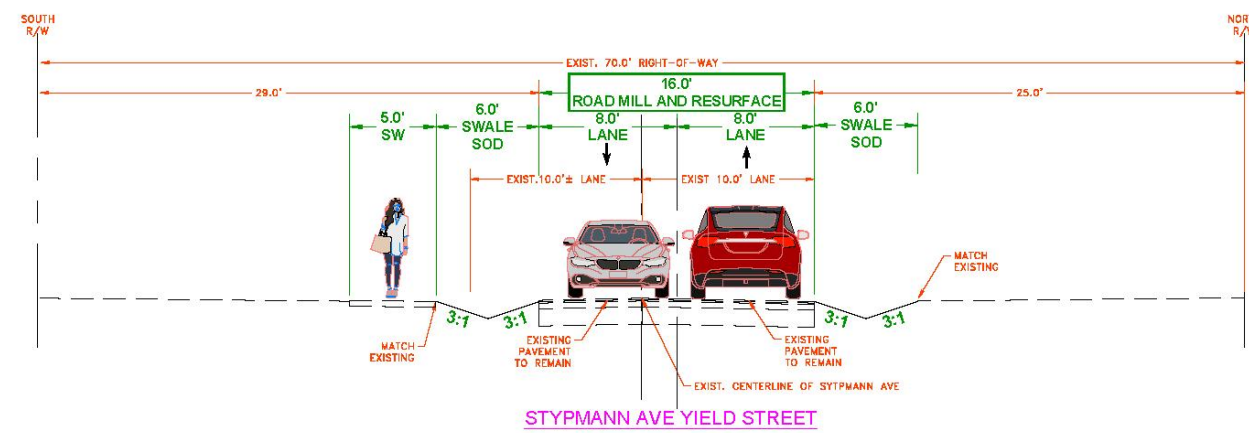 SOUTH
R/W
NORT
R/W
EXIST. 70.0' RIGHT-OF-WAY
29.0'
16.0'
ROAD MILL AND RESURFACE
25.0'
5.0'
SW
6.0'
SWALE
SOD
8.0'
LANE
8.0'
LANE
6.0'
SWALE
SOD
EXIST.10.0'± LANE
EXIST 10.0' LANE
MATCH
EXISTING
3:1
3:1
3:1
3:1
MATCH
EXISTING
EXISTING
PAVEMENT
TO REMAIN
EXISTING
PAVEMENT
TO REMAIN
EXIST. CENTERLINE OF SYTPMANN AVE
STYPMANN AVE YIELD STREET